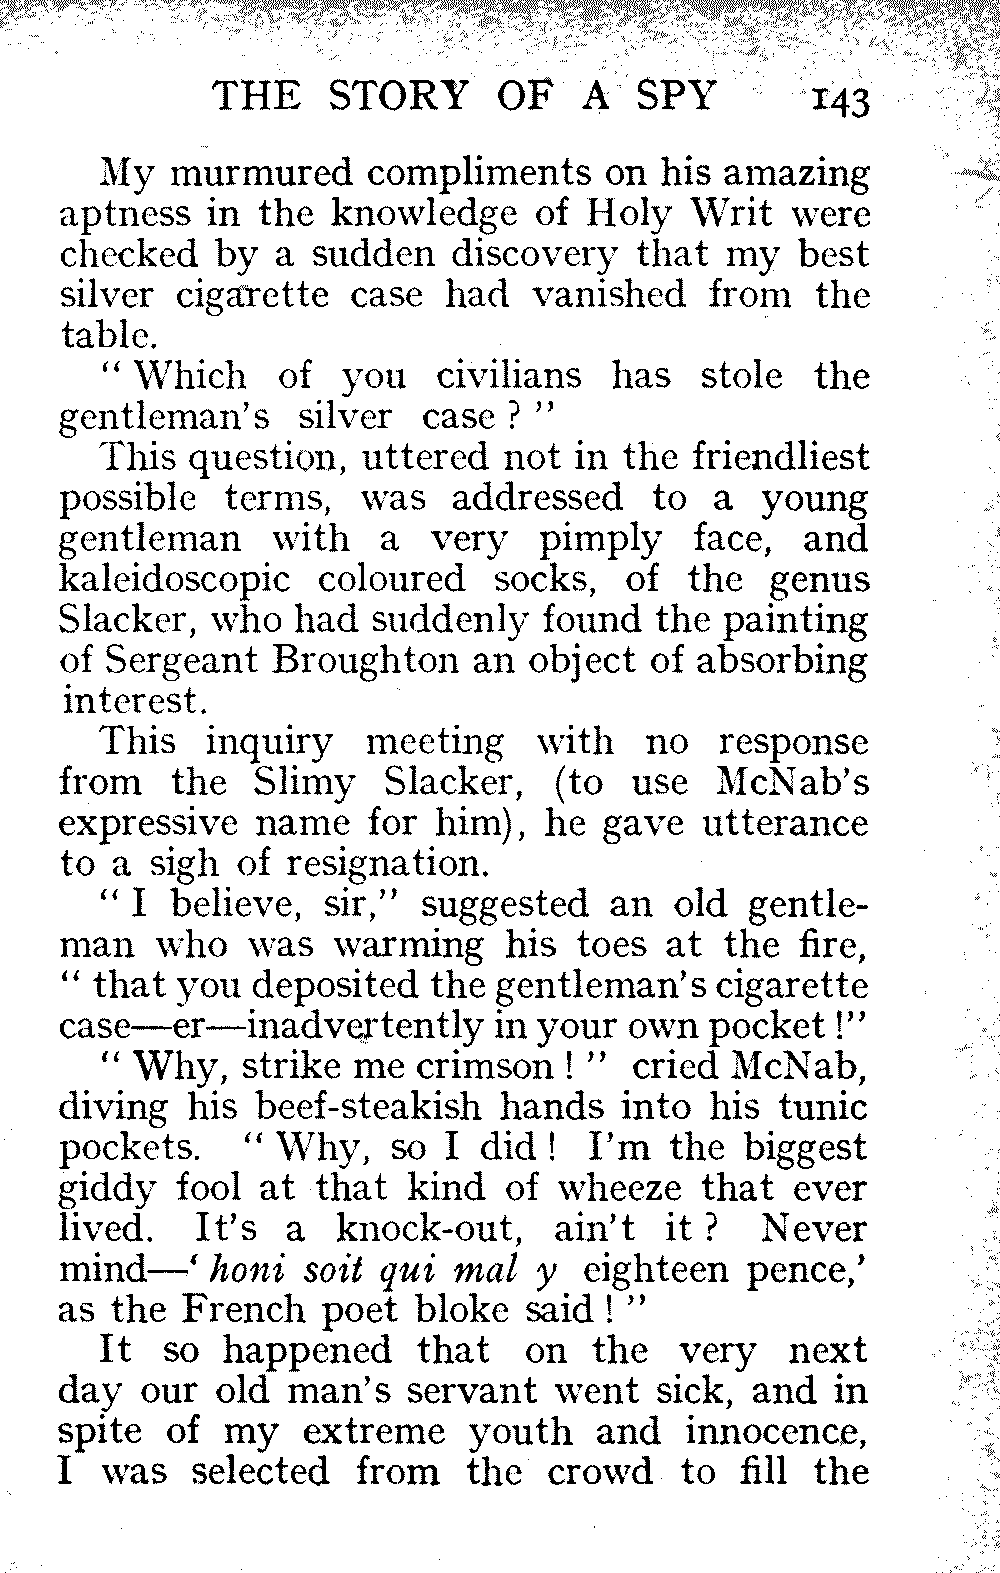 THE STORY OF A SPY 143
My murmured compliments on his amazing
aptness in the knowledge of Holy Writ were
checked by a sudden discovery that my best
silver cigarette case had vanished from the
table.
“ Which of you civilians has stole the
gentleman’s silver case ? ”
This question, uttered not in the friendliest
possible terms, was addressed to a young
gentleman with a very pimply face, and
kaleidoscopic coloured socks, of the genus
Slacker, who had suddenly found the painting
of Sergeant Broughton an object of absorbing
interest.
This inquiry meeting with no response
from the Slimy Slacker, (to use McNab’s
expressive name for him), he gave utterance
to a sigh of resignation.
“ I believe, sir,” suggested an old gentle-
man who was warming his toes at the fire,
“ that you deposited the gentleman’s cigarette
case—er—inadvertently in your own pocket !”
“ Why, strike me crimson ! ” cried McNab,
diving his beef-steakish hands into his tunic
pockets. “ Why, so I did ! I’m the biggest
giddy fool at that kind of wheeze that ever
lived. It’s a knock-out, ain’t it ? Never
mind—‘ honi soit qui mal y eighteen pence,’
as the French poet bloke said ! ”
It so happened that on the very next
day our old man’s servant went sick, and in
spite of my extreme youth and innocence,
I was selected from the crowd to fill the